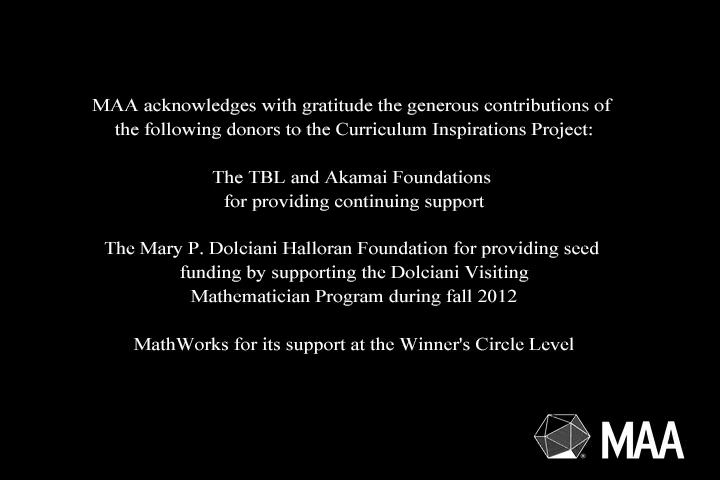 MAA acknowledges with gratitude the generous contributions of
the following donors to the Curriculum Inspirations Project:
The TBL and Akamai Foundations
for providing continuing support
The Mary P. Dolciani Halloran Foundation for providing seed
funding by supporting the Dolciani Visiting
Mathematician Program during fall 2012
MathWorks for its support at the Winner's Circle Level
MAA